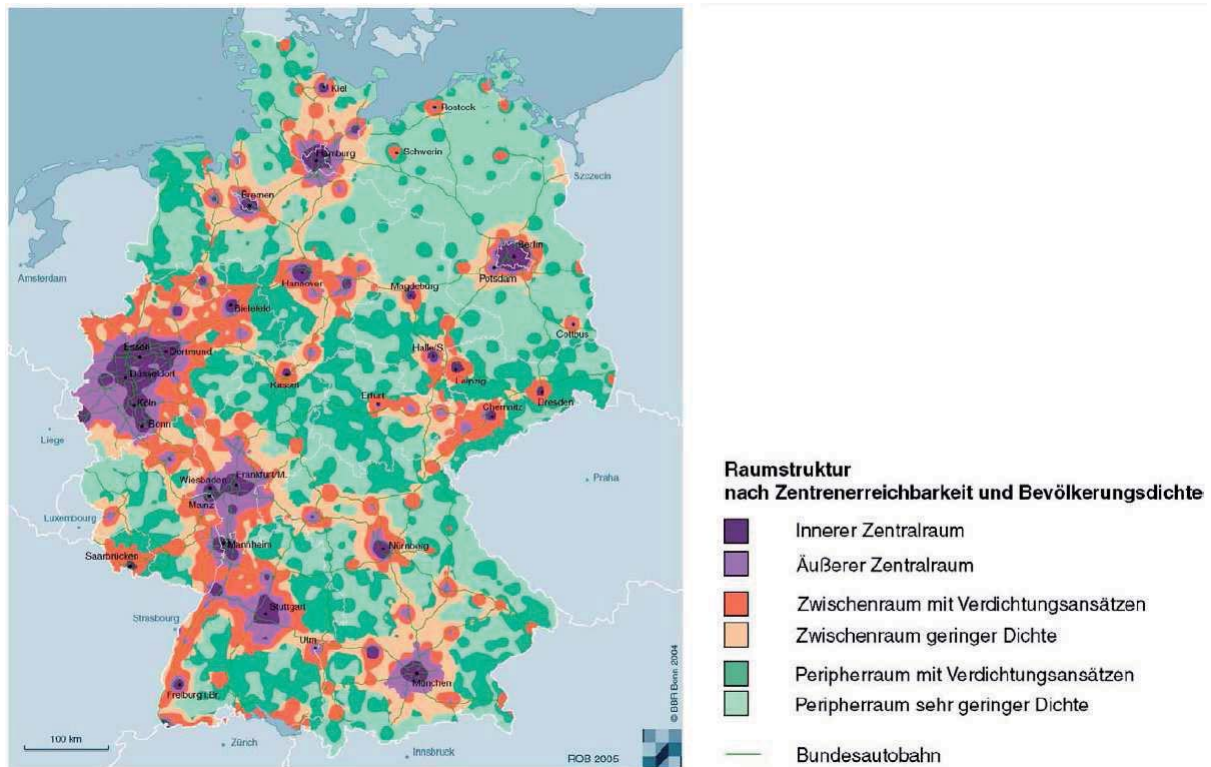 Kiel
Rostock
Hamburg
Schwerin
Szczecin
Bremen
Berlin
Amsterdam
Hannover
Potsdam
Magdeburg
Bielefeld
Cottbus
Essen
Dortmund
Halle/S.
Düsseldorf
Leipzig
Kassel
Köln
Erfurt
Dresden
Chemnitz
Bonn
Liege
Frankfurt/M.
Wiesbaden
Praha
Mainz
Luxembourg
Mannheim
Nürnberg
Saarbrücken
Stuttgart
Strasbourg
Ulm
München
Freiburg i.Br.
© BBR Bonn 2004
100 km
Zürich
Innsbruck
ROB 2005
Raumstruktur
nach Zentrenerreichbarkeit und Bevölkerungsdichte
Innerer Zentralraum
Äußerer Zentralraum
Zwischenraum mit Verdichtungsansätzen
Zwischenraum geringer Dichte
Peripherraum mit Verdichtungsansätzen
Peripherraum sehr geringer Dichte
Bundesautobahn